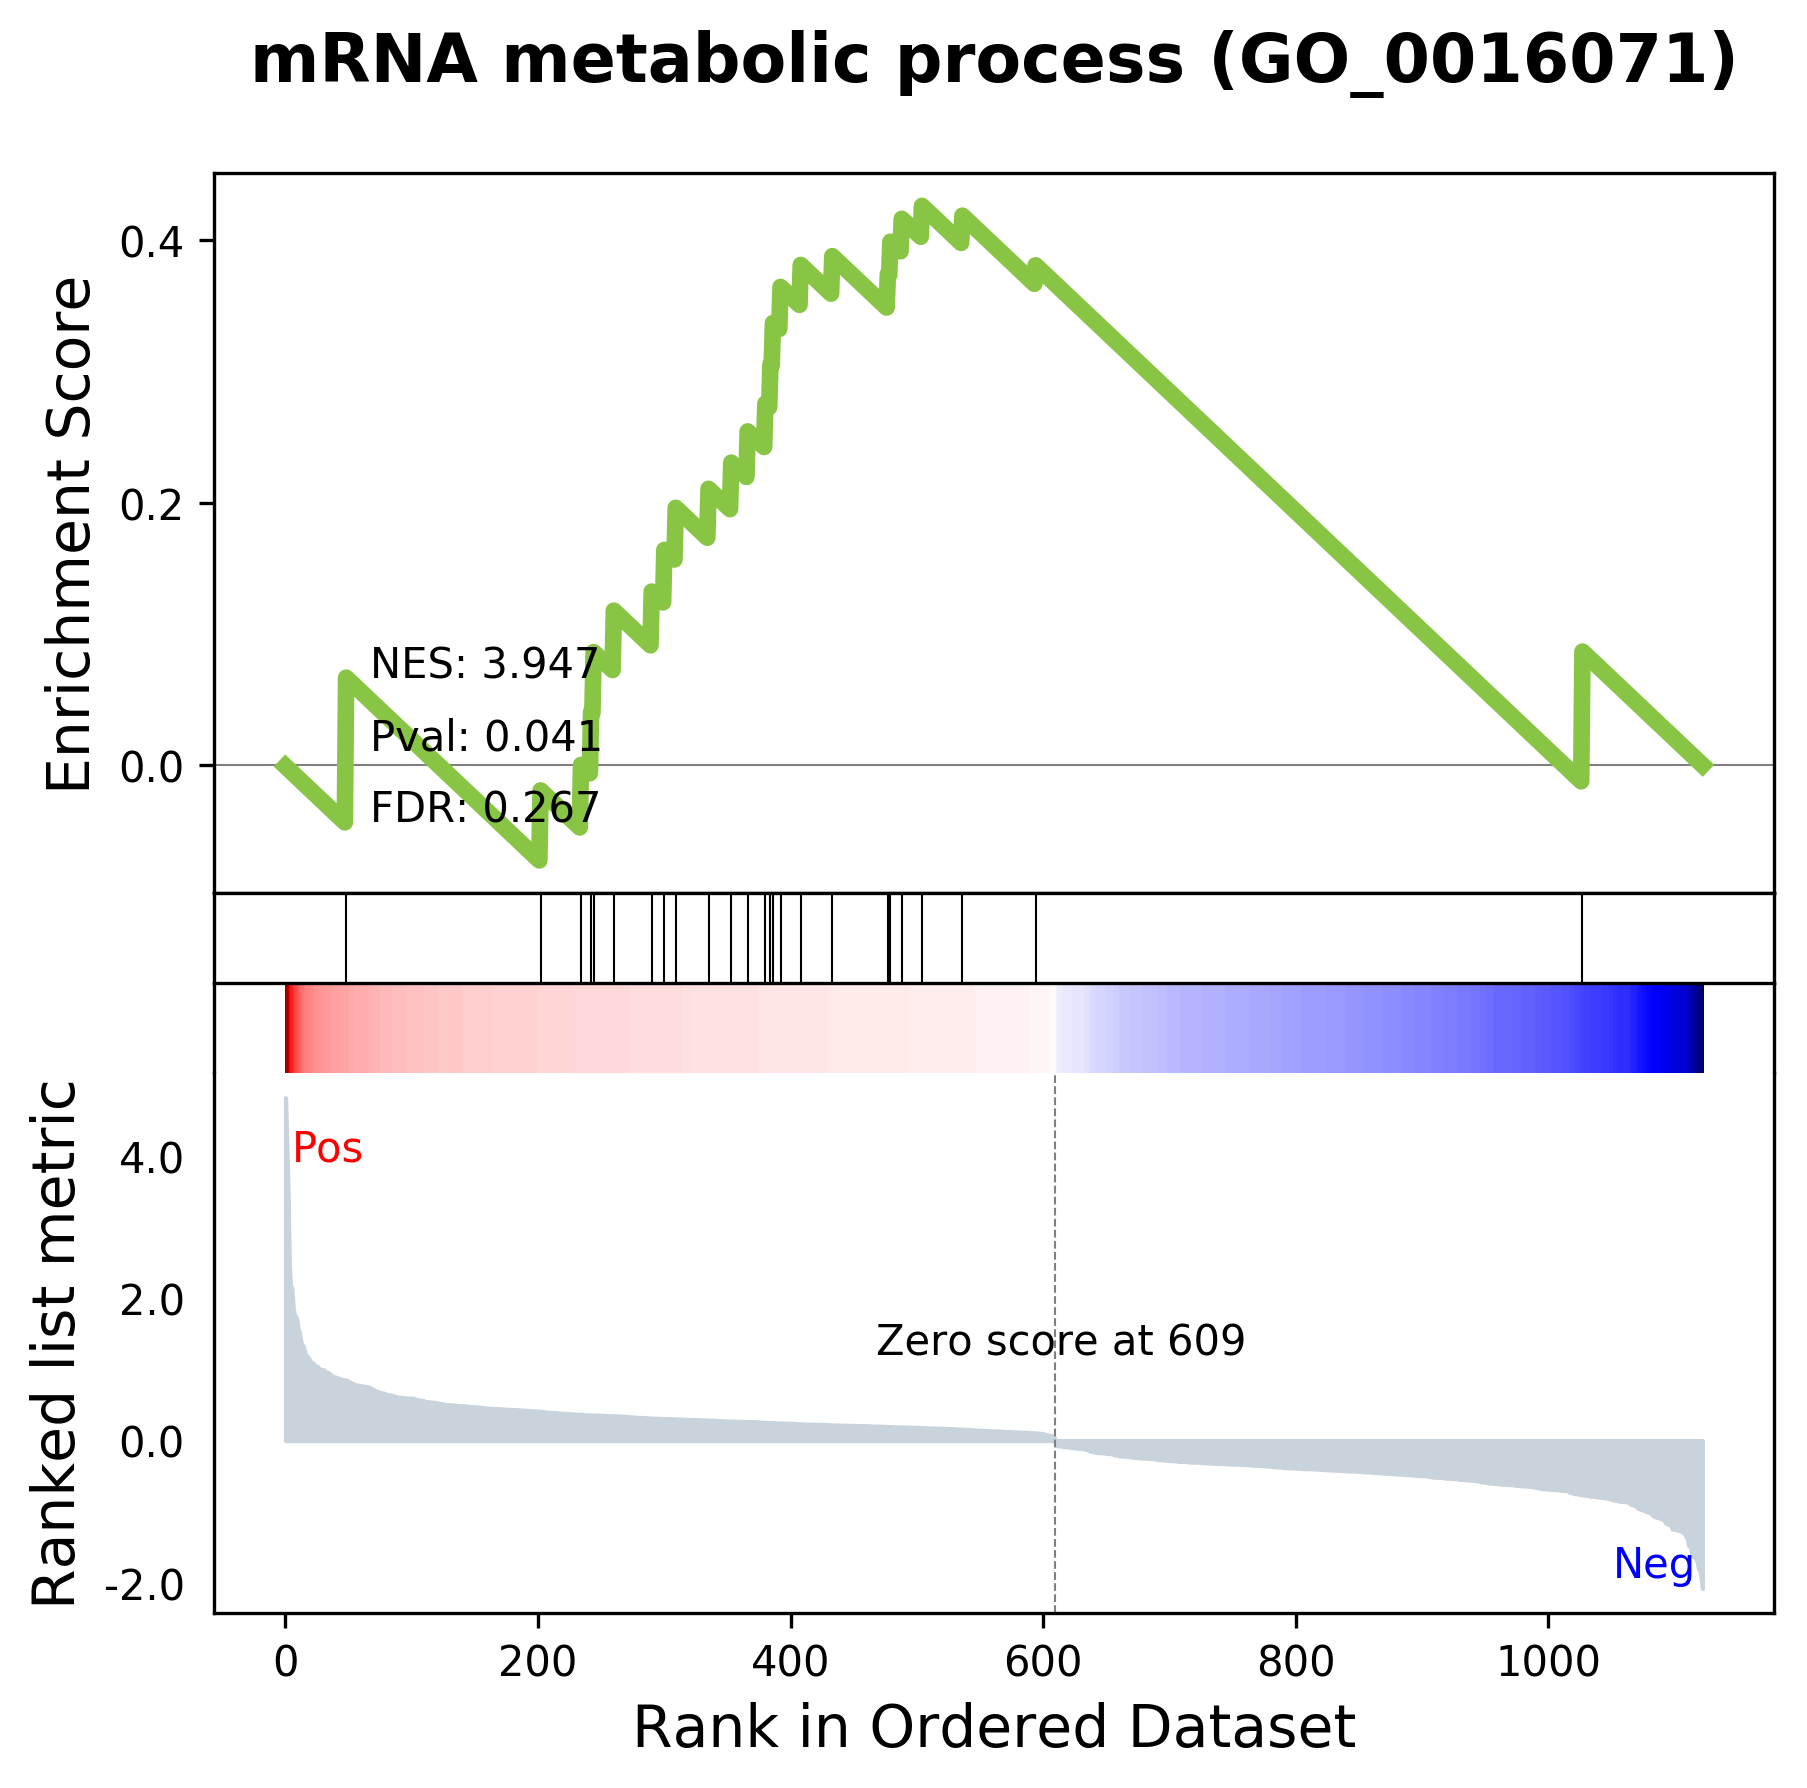 mRNA metabolic process (GO_0016071)
Enrichment Score
0.4
0.2
0.0
NES: 3.947
Pval: 0.041
FDR: 0.267
Ranked list metric
4.0
2.0
0.0
-2.0
Pos
Zero score at 609
Neg
0 200 400 600 800 1000
Rank in Ordered Dataset